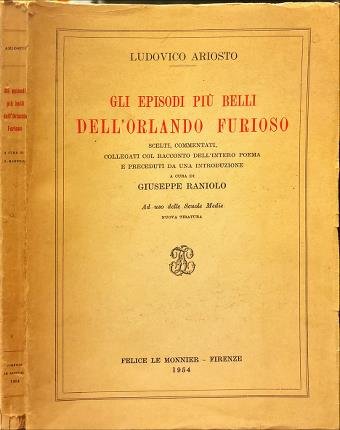 LUDOVICO ARIOSTO
GLI EPISODI PIÙ BELLI
DELL'ORLANDO FURIOSO
SCELTI, COMMENTATI,
COLLEGATI COL RACCONTO DELL'INTERO POEMA
E PRECEDUTI DA UNA INTRODUZIONE
A CURA DI
GIUSEPPE RANIOLO
Ad uso delle Scuole Medie
NUOVA TIRATURA
FELICE LE MONNIER - FIRENZE
1954
ARIOSTO
Gli episodi
più belli
dell'Orlando
Furioso
A CURA DI
1954